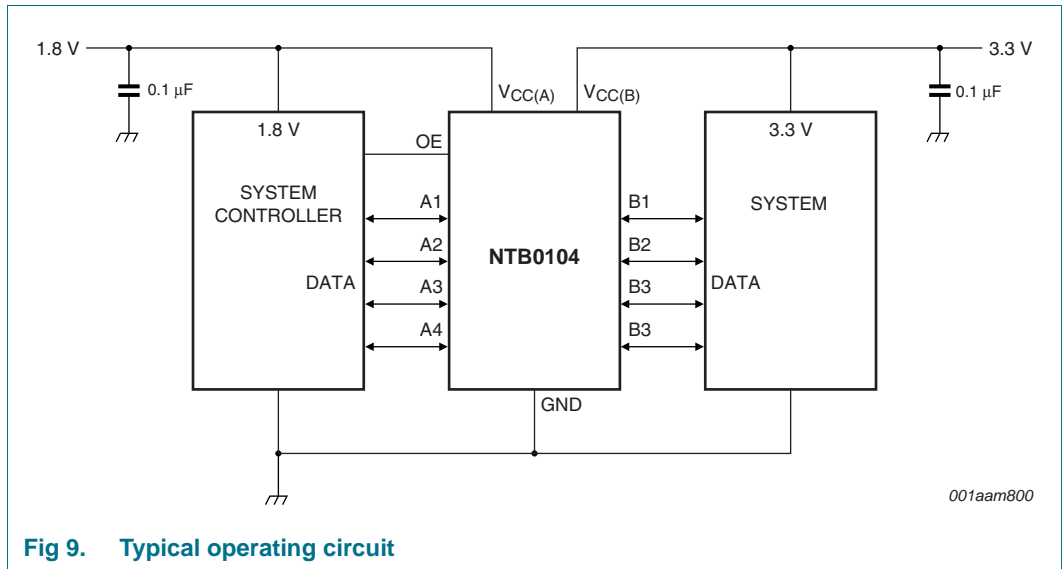 1.8 V
3.3 V
0.1 μF
VCC(A)
VCC(B)
0.1 μF
1.8 V
3.3 V
OE
SYSTEM
CONTROLLER
A1
B1
SYSTEM
A2
B2
NTB0104
DATA
A3
B3
DATA
A4
B3
GND
001aam800
Fig 9. Typical operating circuit